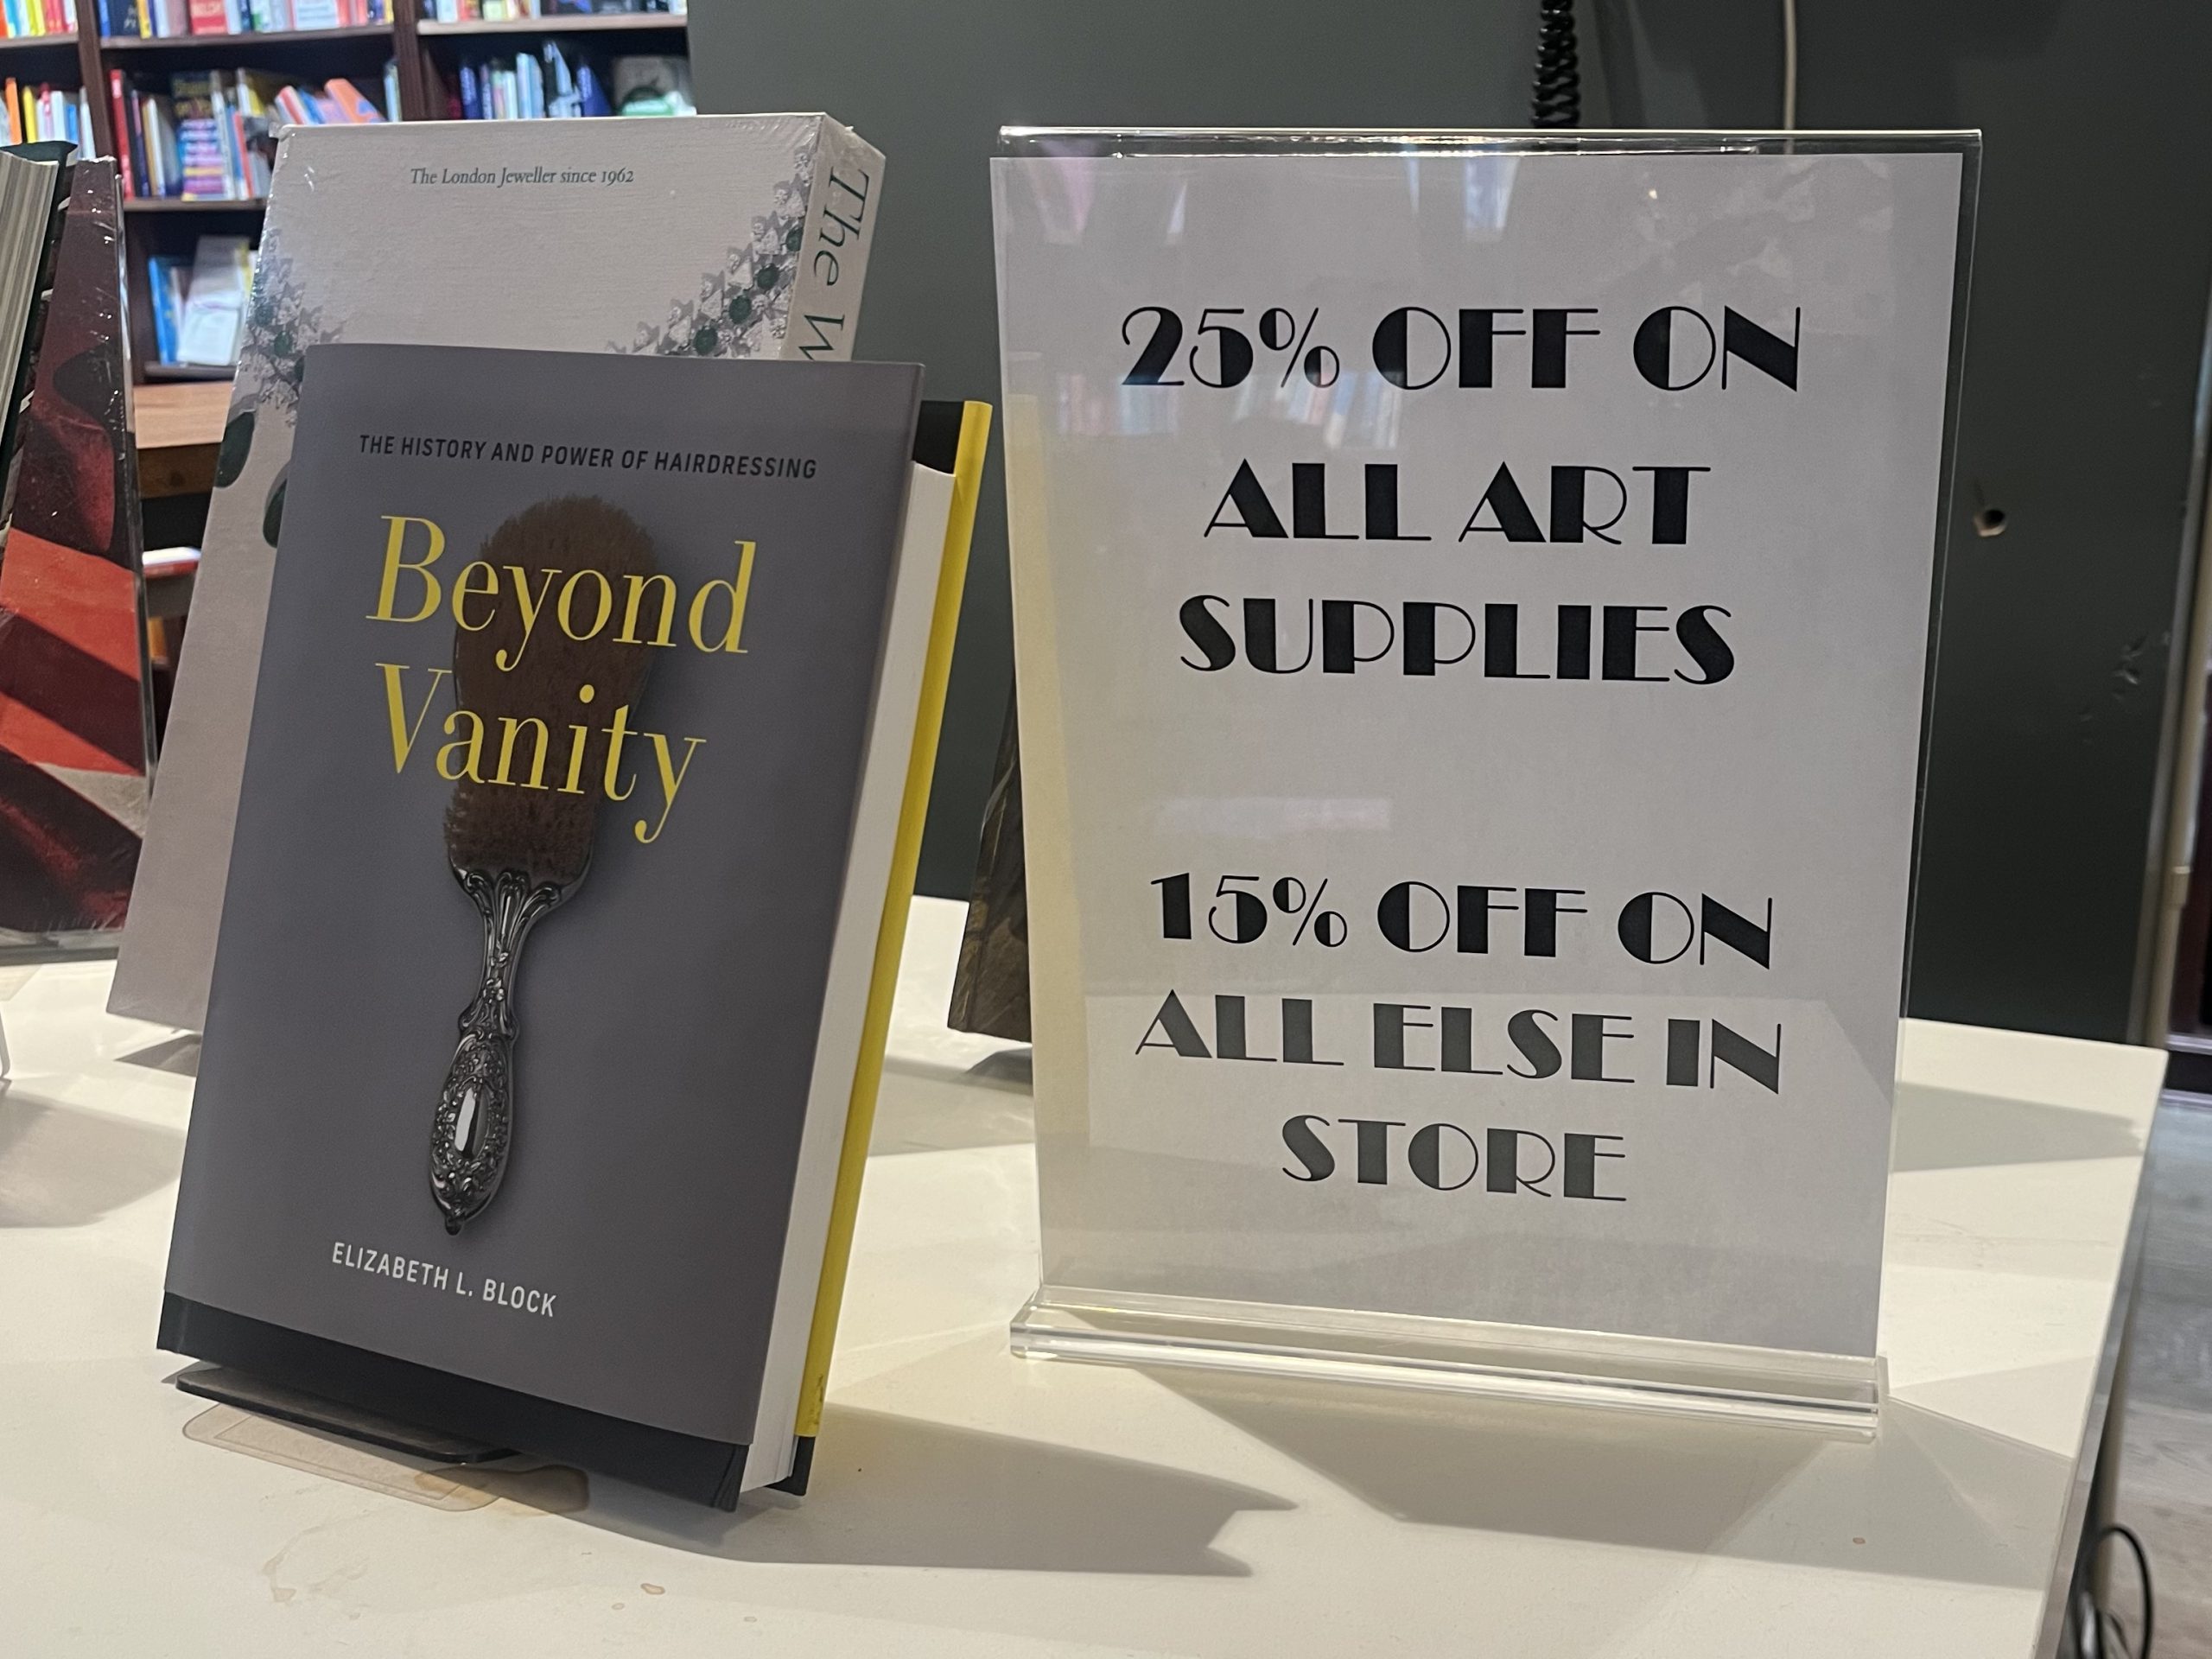 The London Jeweller since 1962
The W
THE HISTORY AND POWER OF HAIRDRESSING
Beyond
Vanity
ELIZABETH L. BLOCK
25% OFF ON
ALL ART
SUPPLIES
15% OFF ON
ALL ELSE IN
STORE